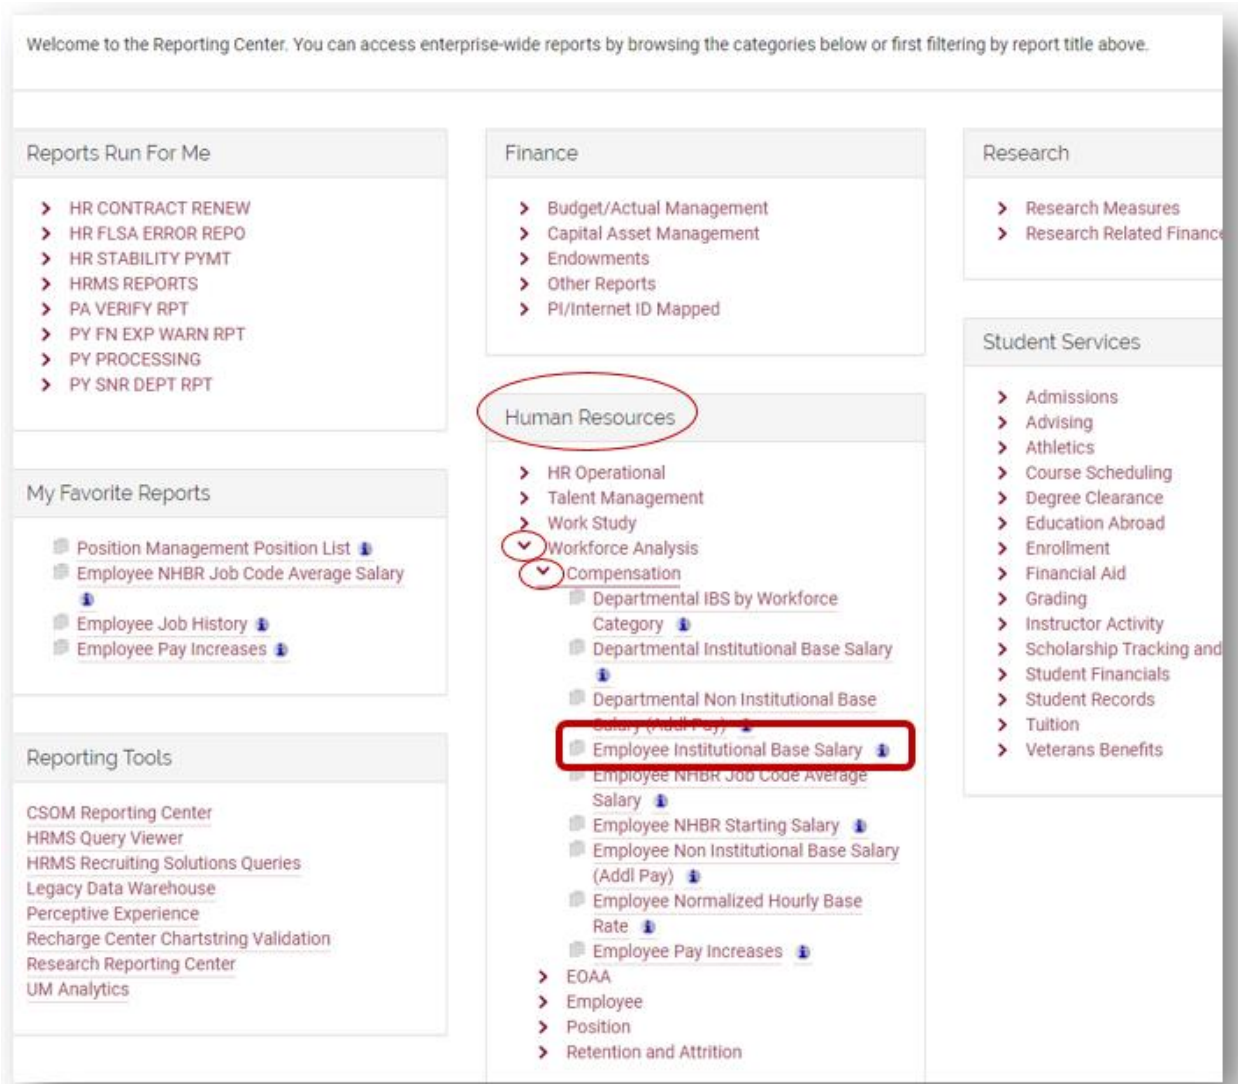 Welcome to the Reporting Center. You can access enterprise-wide reports by browsing the categories below or first filtering by report title above.
Reports Run For Me
HR CONTRACT RENEW
HR FLSA ERROR REPO
HR STABILITY PYMT
HRMS REPORTS
PA VERIFY RPT
PY FN EXP WARN RPT
PY PROCESSING
PY SNR DEPT RPT
My Favorite Reports
Position Management Position List
Employee NHBR Job Code Average Salary
Employee Job History
Employee Pay Increases
Reporting Tools
CSOM Reporting Center
HRMS Query Viewer
HRMS Recruiting Solutions Queries
Legacy Data Warehouse
Perceptive Experience
Recharge Center Chartstring Validation
Research Reporting Center
UM Analytics
Finance
Budget/Actual Management
Capital Asset Management
Endowments
Other Reports
PI/Internet ID Mapped
Human Resources
HR Operational
Talent Management
Work Study
Workforce Analysis
Compensation
Departmental IBS by Workforce
Category
Departmental Institutional Base Salary
Departmental Non Institutional Base
Salary (Addl Pay)
Employee Institutional Base Salary
Employee NHBR Job Code Average
Salary
Employee NHBR Starting Salary
Employee Non Institutional Base Salary
(Addl Pay)
Employee Normalized Hourly Base
Rate
Employee Pay Increases
EOAA
Employee
Position
Retention and Attrition
Research
Research Measures
Research Related Finance
Student Services
Admissions
Advising
Athletics
Course Scheduling
Degree Clearance
Education Abroad
Enrollment
Financial Aid
Grading
Instructor Activity
Scholarship Tracking and
Student Financials
Student Records
Tuition
Veterans Benefits